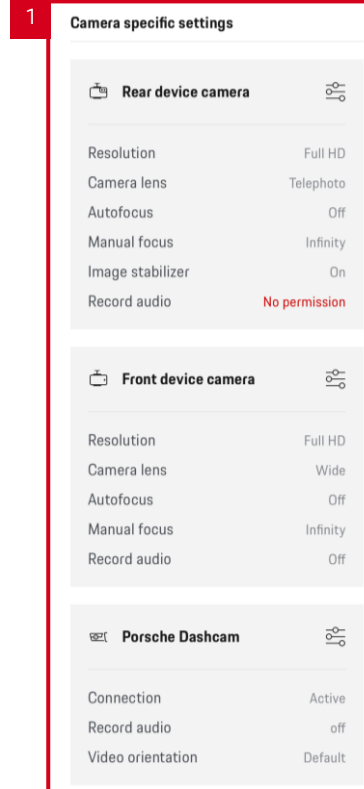 1
Camera specific settings
Rear device camera
Resolution Full HD
Camera lens Telephoto
Autofocus Off
Manual focus Infinity
Image stabilizer On
Record audio No permission
Front device camera
Resolution Full HD
Camera lens Wide
Autofocus Off
Manual focus Infinity
Record audio Off
Porsche Dashcam
Connection Active
Record audio off
Video orientation Default